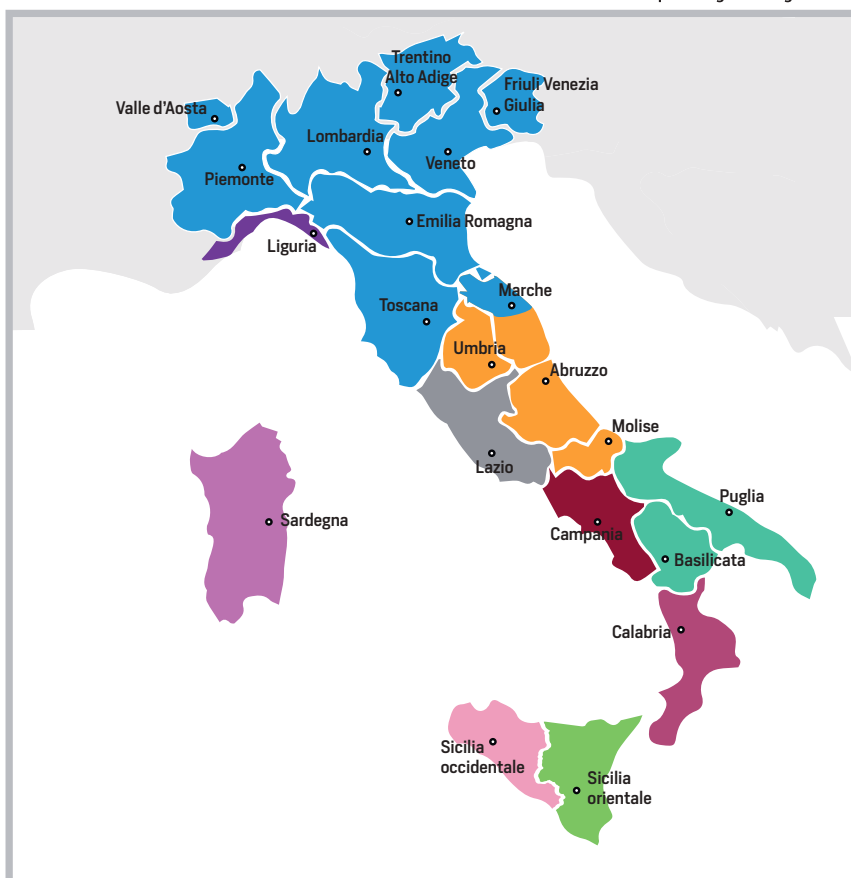 Trentino
Alto Adige
Friuli Venezia
Giulia
Valle d'Aosta
Lombardia
Veneto
Piemonte
Emilia Romagna
Liguria
Marche
Toscana
Umbria
Abruzzo
Molise
Lazio
Puglia
Sardegna
Campania
Basilicata
Calabria
Sicilia
occidentale
Sicilia
orientale